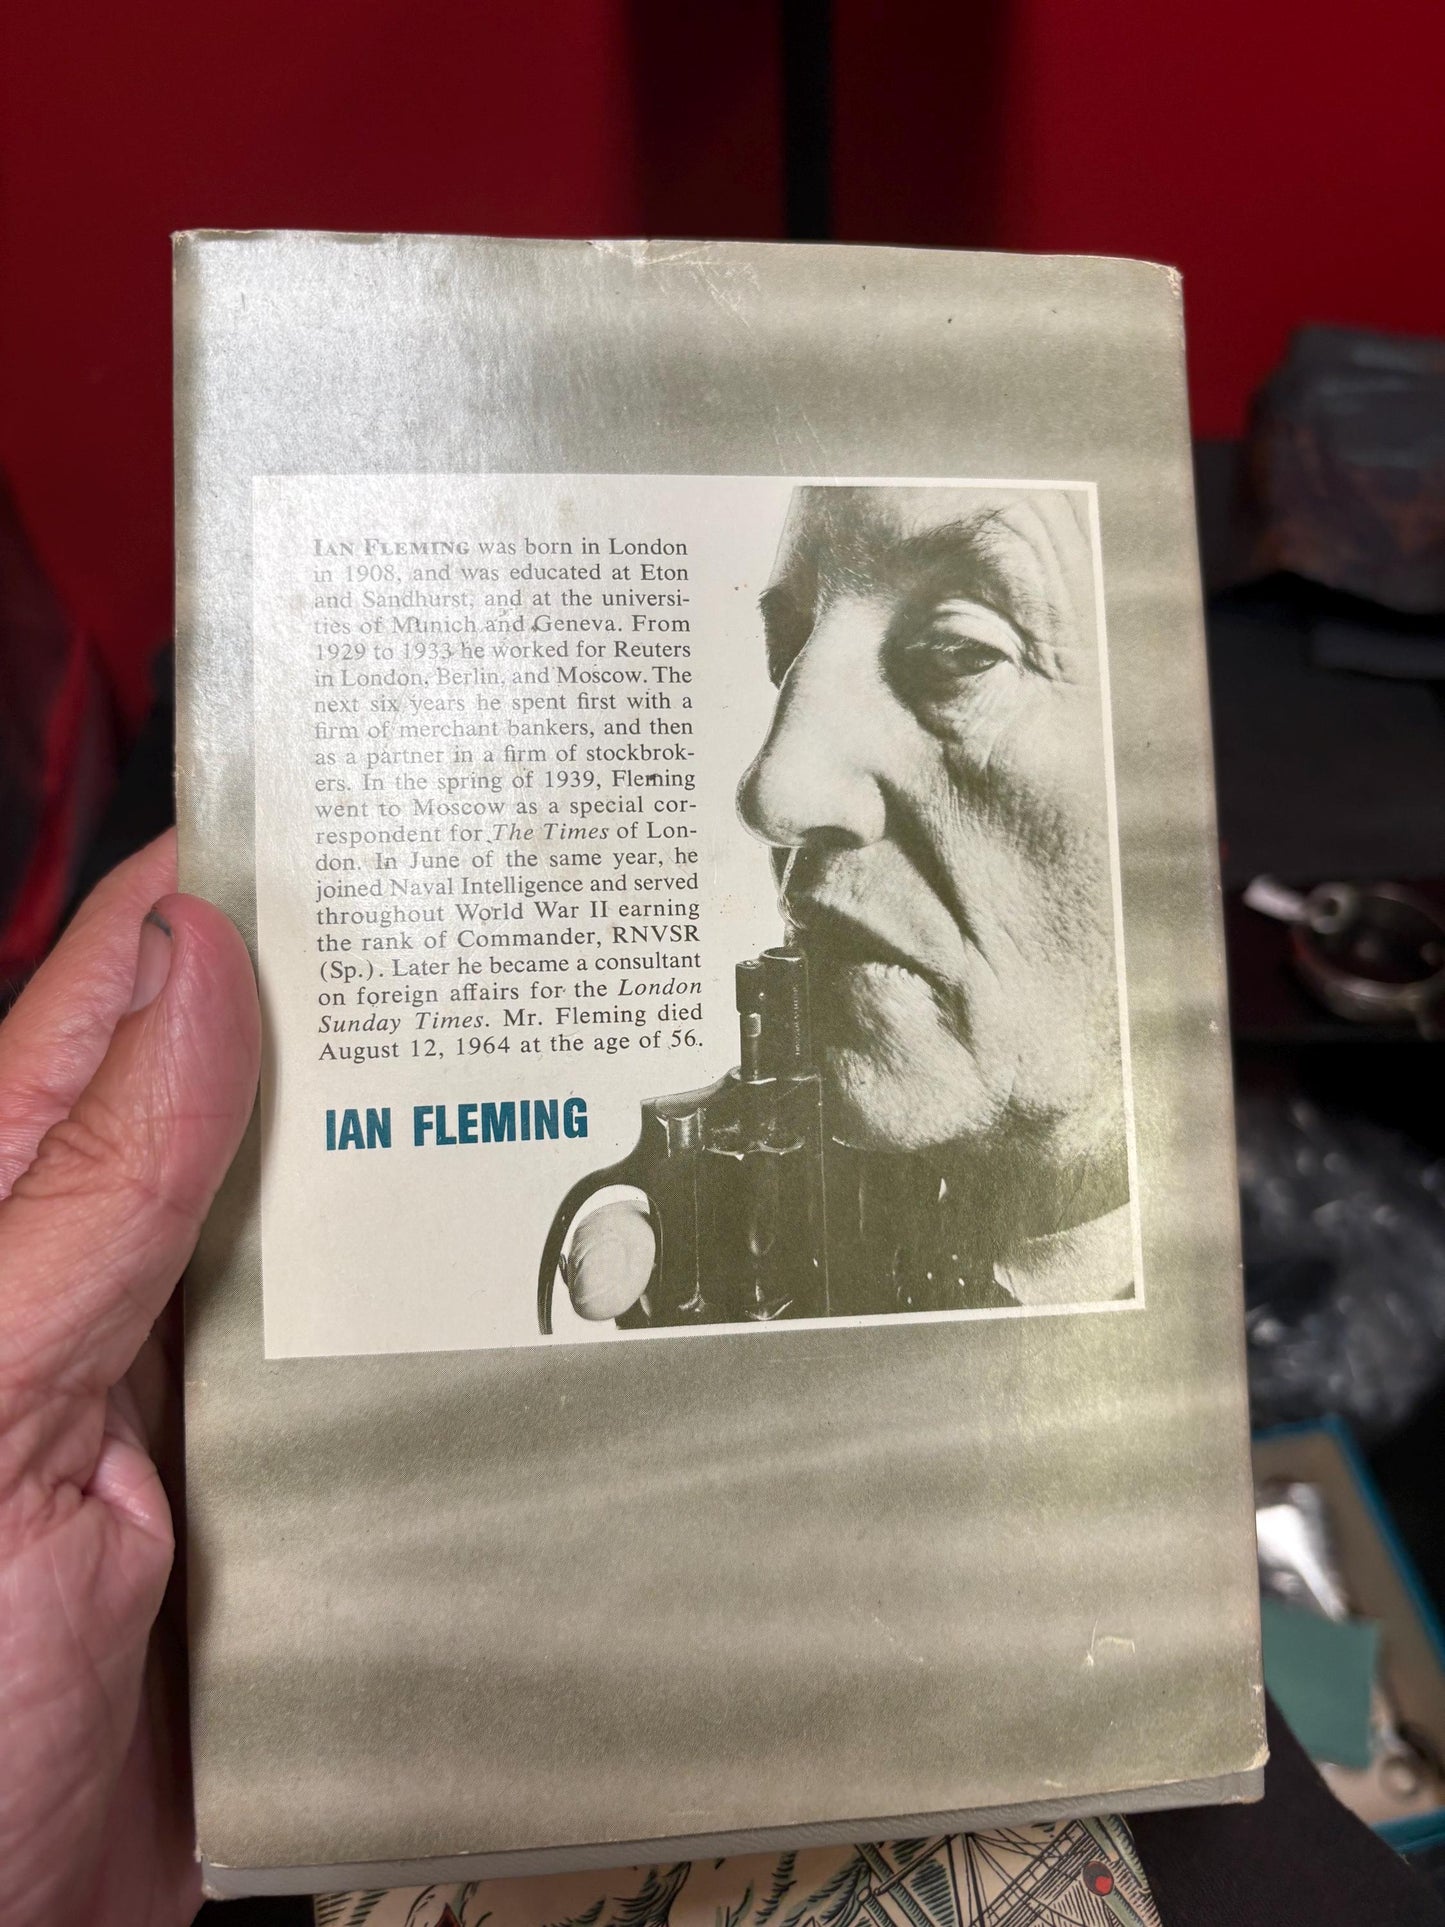 IAN FLEMING was born in London
in 1908, and was educated at Eton
and Sandhurst, and at the universi-
ties of Munich and Geneva. From
1929 to 1933 he worked for Reuters
in London, Berlin, and Moscow. The
next six years he spent first with a
firm of merchant bankers, and then
as a partner in a firm of stockbrok-
ers. In the spring of 1939, Fleming
went to Moscow as a special cor-
respondent for The Times of Lon-
don. In June of the same year, he
joined Naval Intelligence and served
throughout World War II earning
the rank of Commander, RNVSR
(Sp.). Later he became a consultant
on foreign affairs for the London
Sunday Times. Mr. Fleming died
August 12, 1964 at the age of 56.
IAN FLEMING